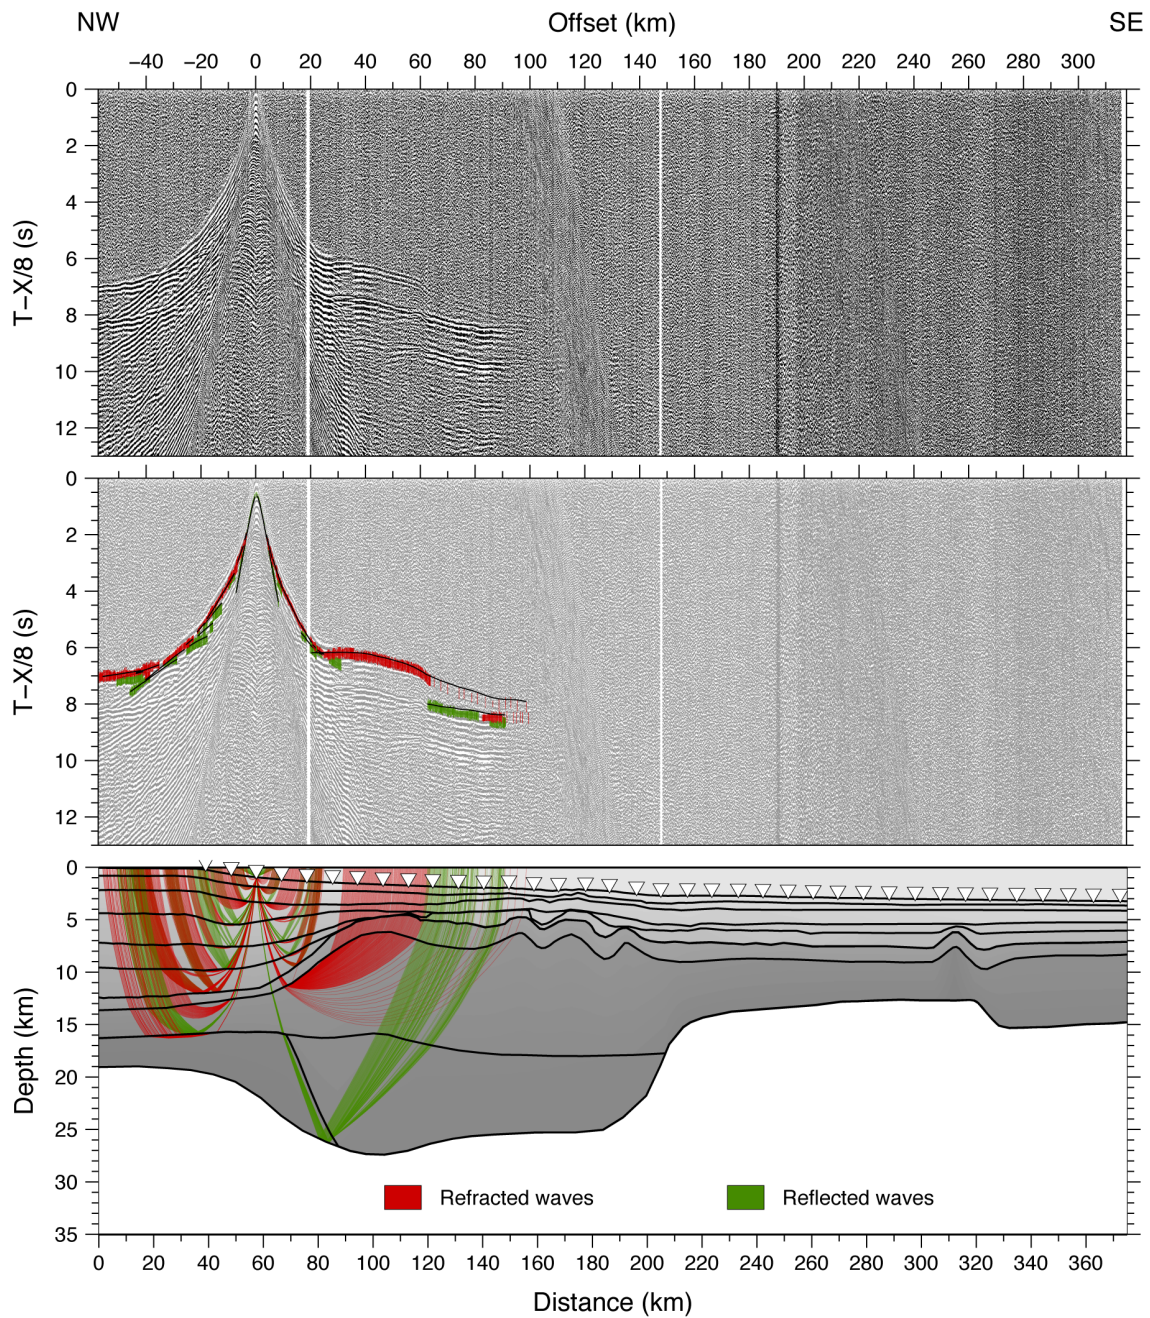 NW Offset (km) SE
−40 −20 0 20 40 60 80 100 120 140 160 180 200 220 240 260 280 300
0
2
4
6
8
10
12
T−X/8 (s)
0
2
4
6
8
10
12
T−X/8 (s)
0
5
10
15
20
25
30
35
Depth (km)
Refracted waves Reflected waves
0 20 40 60 80 100 120 140 160 180 200 220 240 260 280 300 320 340 360
Distance (km)